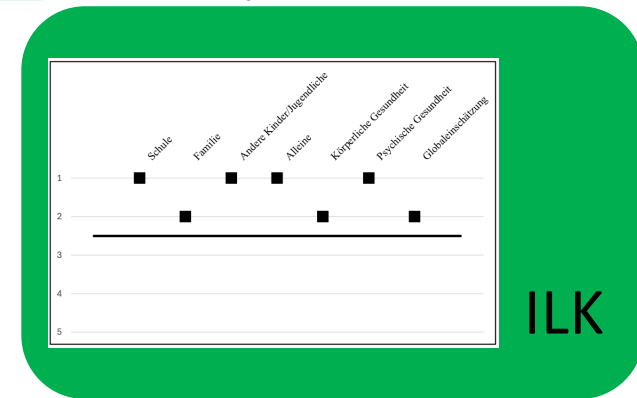 Schule
Familie
Andere Kinder/Jugendliche
Alleine
Körperliche Gesundheit
Psychische Gesundheit
Globaleinschätzung
1
2
3
4
5
ILK